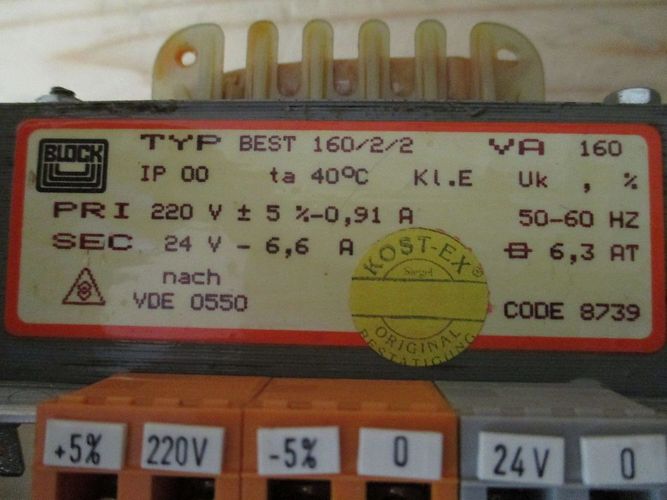 BLOCK
TYP BEST 160/2/2 VA 160
IP 00 ta 40°C Kl.E Uk , %
PRI 220 V ± 5 %-0,91 A 50-60 HZ
SEC 24 V - 6,6 A 6,3 AT
nach
VDE 0550
CODE 8739
KOST-EX®
Siegel
ORIGINAL
BESTÄTIGUNG
+5% 220V -5% 0 24V 0